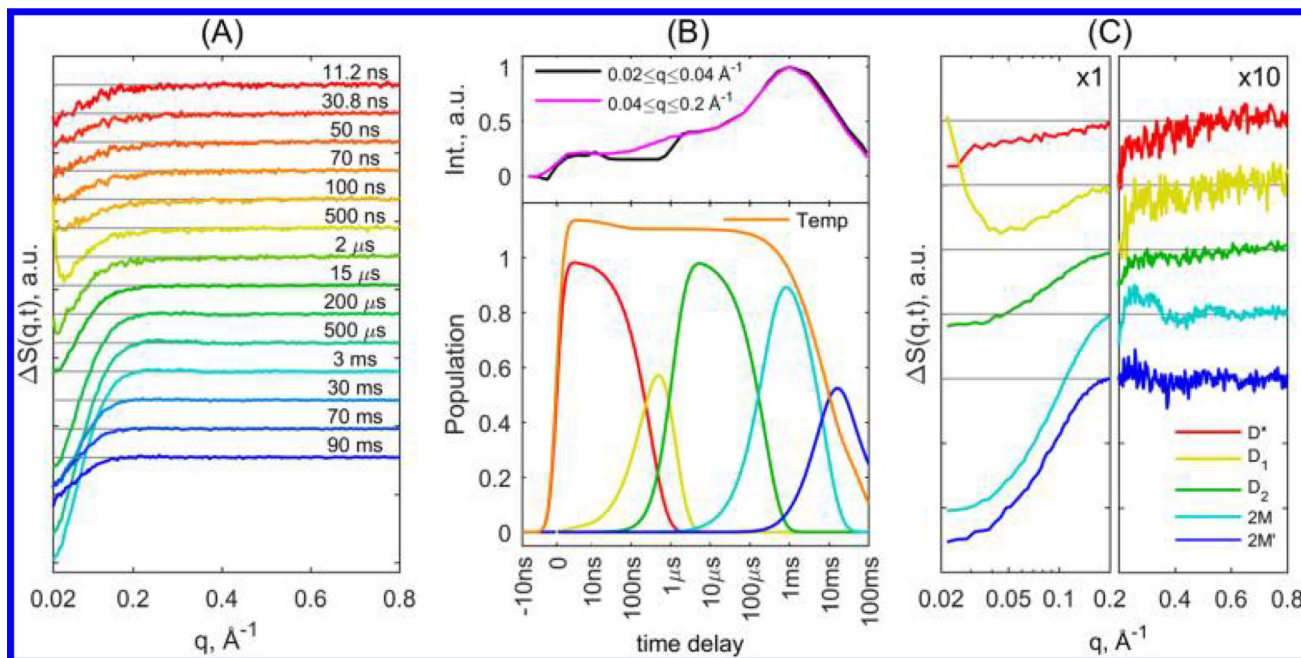 (A)
11.2 ns
30.8 ns
50 ns
70 ns
100 ns
500 ns
2 μs
15 μs
200 μs
500 μs
3 ms
30 ms
70 ms
90 ms
ΔS(q,t), a.u.
0.02 0.2 0.4 0.6 0.8
q, Å⁻¹
(B)
0.02≤q≤0.04 Å⁻¹
0.04≤q≤0.2 Å⁻¹
Int., a.u.
1
0.5
0
Temp
Population
1
0.8
0.6
0.4
0.2
0
-10ns 0 10ns 100ns 1μs 10μs 100μs 1ms 10ms 100ms
time delay
(C)
x1 x10
ΔS(q,t), a.u.
D*
D₁
D₂
2M
2M'
0.02 0.05 0.1 0.2 0.4 0.6 0.8
q, Å⁻¹